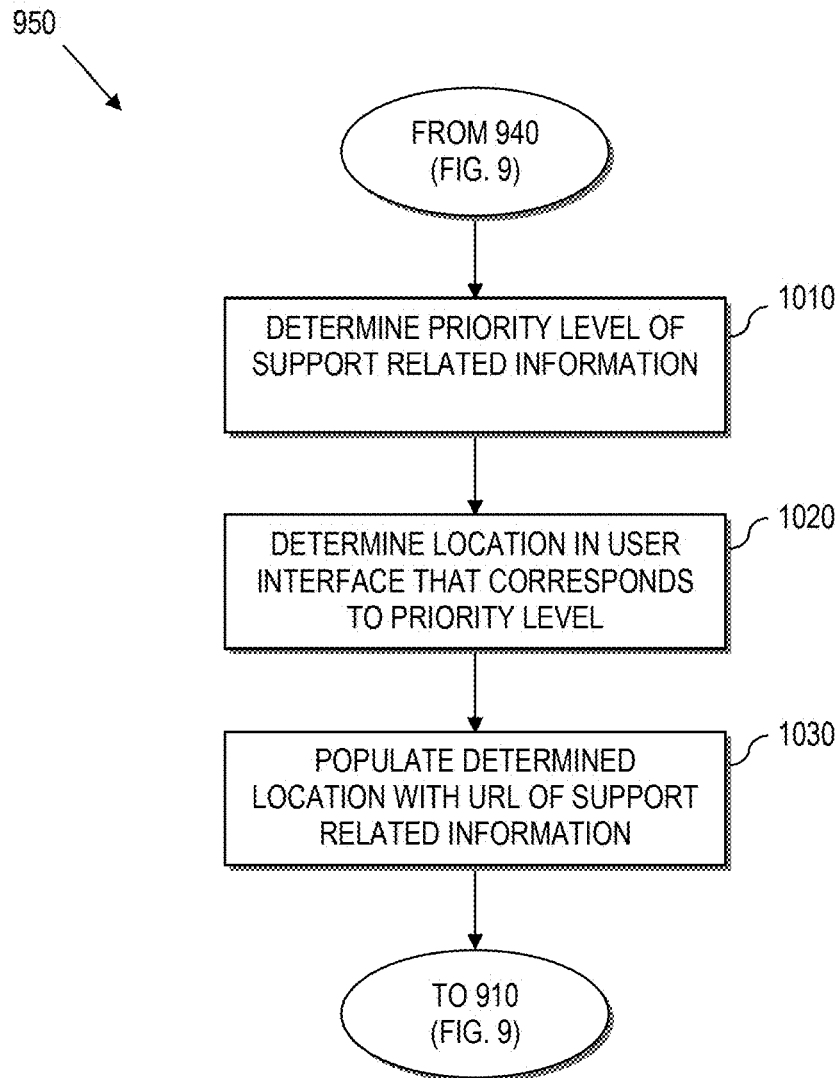 950
FROM 940
(FIG. 9)
1010
DETERMINE PRIORITY LEVEL OF
SUPPORT RELATED INFORMATION
1020
DETERMINE LOCATION IN USER
INTERFACE THAT CORRESPONDS
TO PRIORITY LEVEL
1030
POPULATE DETERMINED
LOCATION WITH URL OF SUPPORT
RELATED INFORMATION
TO 910
(FIG. 9)